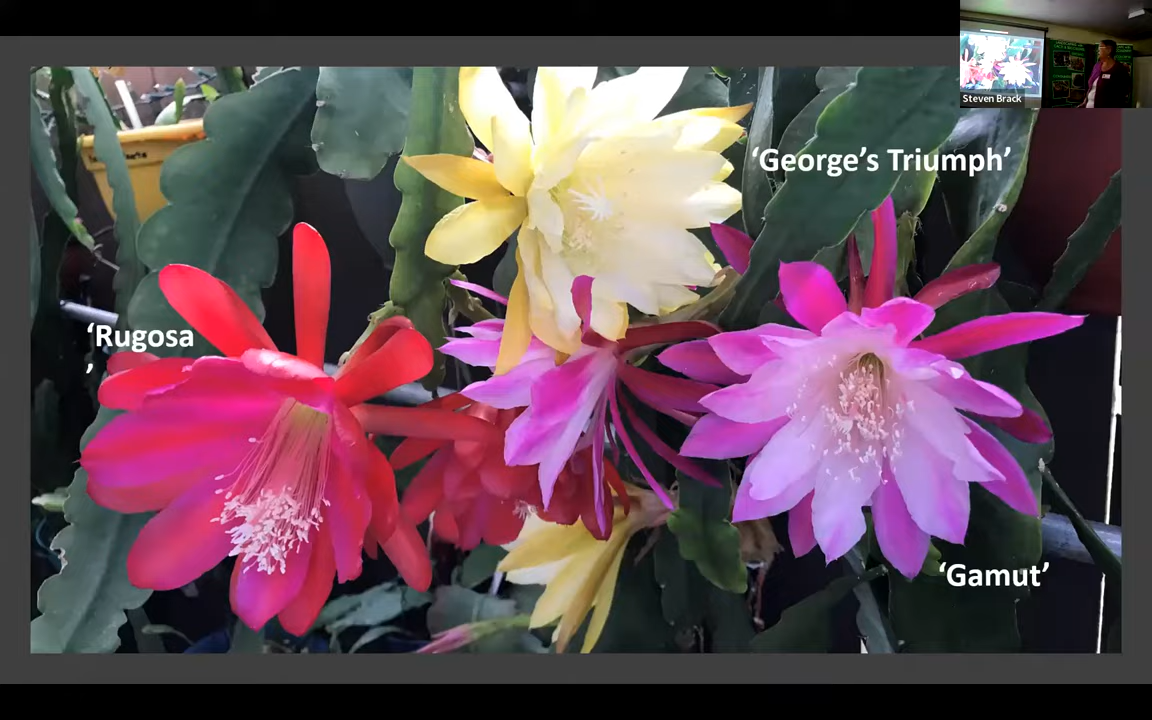 Steven Brack
‘George’s Triumph’
‘Rugosa
’
‘Gamut’